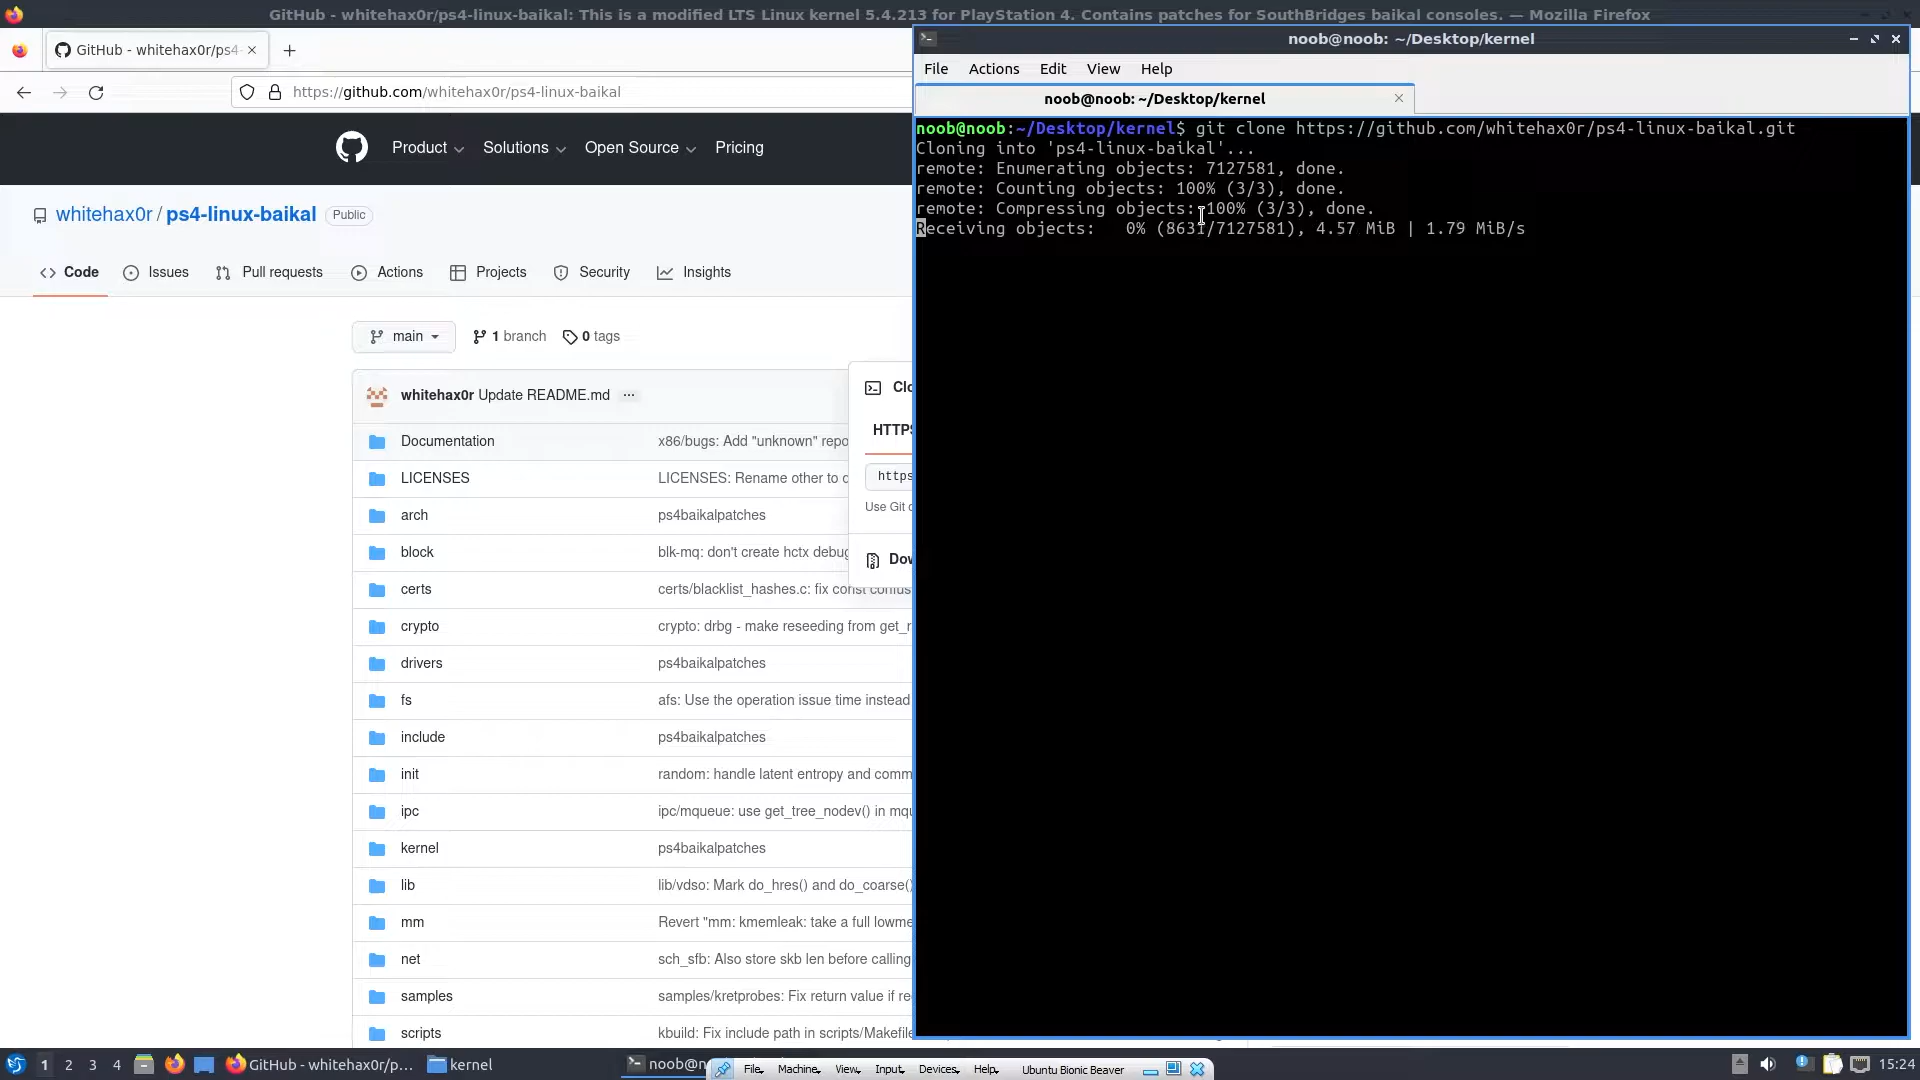 GitHub - whitehax0r/ps4-linux-baikal: This is a modified LTS Linux kernel 5.4.213 for PlayStation 4. Contains patches for SouthBridges baikal consoles. — Mozilla Firefox
GitHub - whitehax0r/ps4-
https://github.com/whitehax0r/ps4-linux-baikal
Product
Solutions
Open Source
Pricing
whitehax0r / ps4-linux-baikal
Public
Code
Issues
Pull requests
Actions
Projects
Security
Insights
main
1 branch
0 tags
whitehax0r Update README.md
Clo
HTTPS
https
Use Git
Dow
Documentation
x86/bugs: Add "unknown" repo
LICENSES
LICENSES: Rename other to d
arch
ps4baikalpatches
block
blk-mq: don't create hctx debug
certs
certs/blacklist_hashes.c: fix const confus
crypto
crypto: drbg - make reseeding from get_r
drivers
ps4baikalpatches
fs
afs: Use the operation issue time instead
include
ps4baikalpatches
init
random: handle latent entropy and comm
ipc
ipc/mqueue: use get_tree_nodev() in mqu
kernel
ps4baikalpatches
lib
lib/vdso: Mark do_hres() and do_coarse()
mm
Revert "mm: kmemleak: take a full lowme
net
sch_sfb: Also store skb len before calling
samples
samples/kretprobes: Fix return value if re
scripts
kbuild: Fix include path in scripts/Makefile
noob@noob: ~/Desktop/kernel
File Actions Edit View Help
noob@noob: ~/Desktop/kernel
noob@noob:~/Desktop/kernel$ git clone https://github.com/whitehax0r/ps4-linux-baikal.git
Cloning into 'ps4-linux-baikal'...
remote: Enumerating objects: 7127581, done.
remote: Counting objects: 100% (3/3), done.
remote: Compressing objects: 100% (3/3), done.
Receiving objects: 0% (8631/7127581), 4.57 MiB | 1.79 MiB/s
1 2 3 4
GitHub - whitehax0r/p...
kernel
noob@n
File Machine View Input Devices Help
Ubuntu Bionic Beaver
15:24